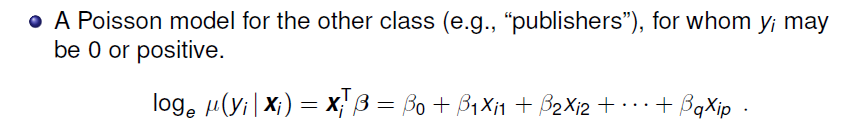 • A Poisson model for the other class (e.g., “publishers”), for whom yᵢ may
be 0 or positive.
logₑ μ(yᵢ | xᵢ) = xᵢᵀβ = β₀ + β₁xᵢ₁ + β₂xᵢ₂ + ⋯ + β_q xᵢₚ .